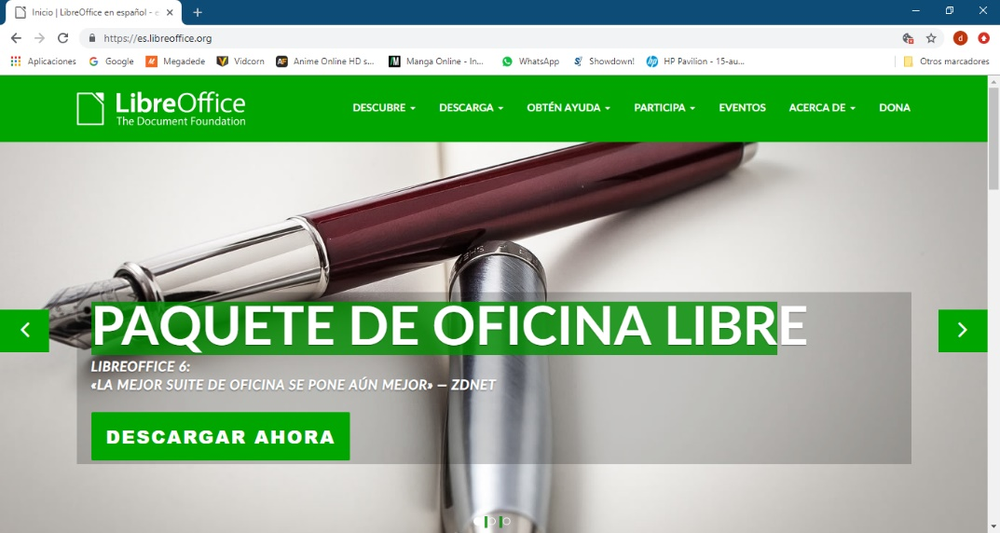 Inicio | LibreOffice en español - e
https://es.libreoffice.org
d
Aplicaciones
Google
Megadede
Vidcorn
Anime Online HD s...
Manga Online - In...
WhatsApp
Showdown!
HP Pavilion - 15-au...
Otros marcadores
LibreOffice
The Document Foundation
DESCUBRE
DESCARGA
OBTÉN AYUDA
PARTICIPA
EVENTOS
ACERCA DE
DONA
PAQUETE DE OFICINA LIBRE
LIBREOFFICE 6:
«LA MEJOR SUITE DE OFICINA SE PONE AÚN MEJOR» — ZDNET
DESCARGAR AHORA